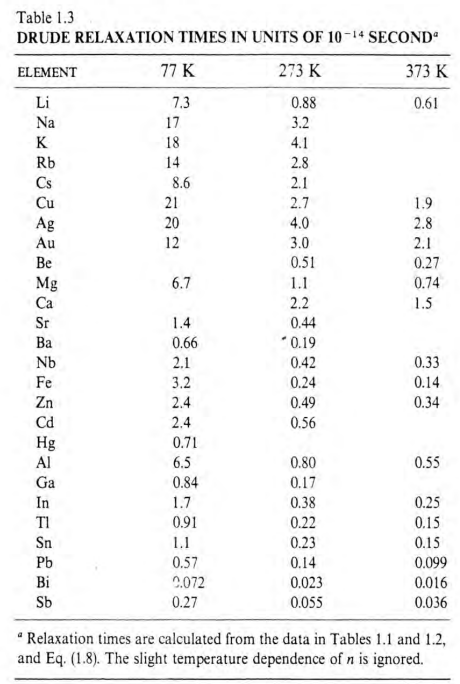 Table 1.3
DRUDE RELAXATION TIMES IN UNITS OF 10⁻¹⁴ SECONDᵃ
ELEMENT 77 K 273 K 373 K
Li 7.3 0.88 0.61
Na 17 3.2
K 18 4.1
Rb 14 2.8
Cs 8.6 2.1
Cu 21 2.7 1.9
Ag 20 4.0 2.8
Au 12 3.0 2.1
Be 0.51 0.27
Mg 6.7 1.1 0.74
Ca 2.2 1.5
Sr 1.4 0.44
Ba 0.66 0.19
Nb 2.1 0.42 0.33
Fe 3.2 0.24 0.14
Zn 2.4 0.49 0.34
Cd 2.4 0.56
Hg 0.71
Al 6.5 0.80 0.55
Ga 0.84 0.17
In 1.7 0.38 0.25
Tl 0.91 0.22 0.15
Sn 1.1 0.23 0.15
Pb 0.57 0.14 0.099
Bi 0.072 0.023 0.016
Sb 0.27 0.055 0.036
ᵃ Relaxation times are calculated from the data in Tables 1.1 and 1.2,
and Eq. (1.8). The slight temperature dependence of n is ignored.